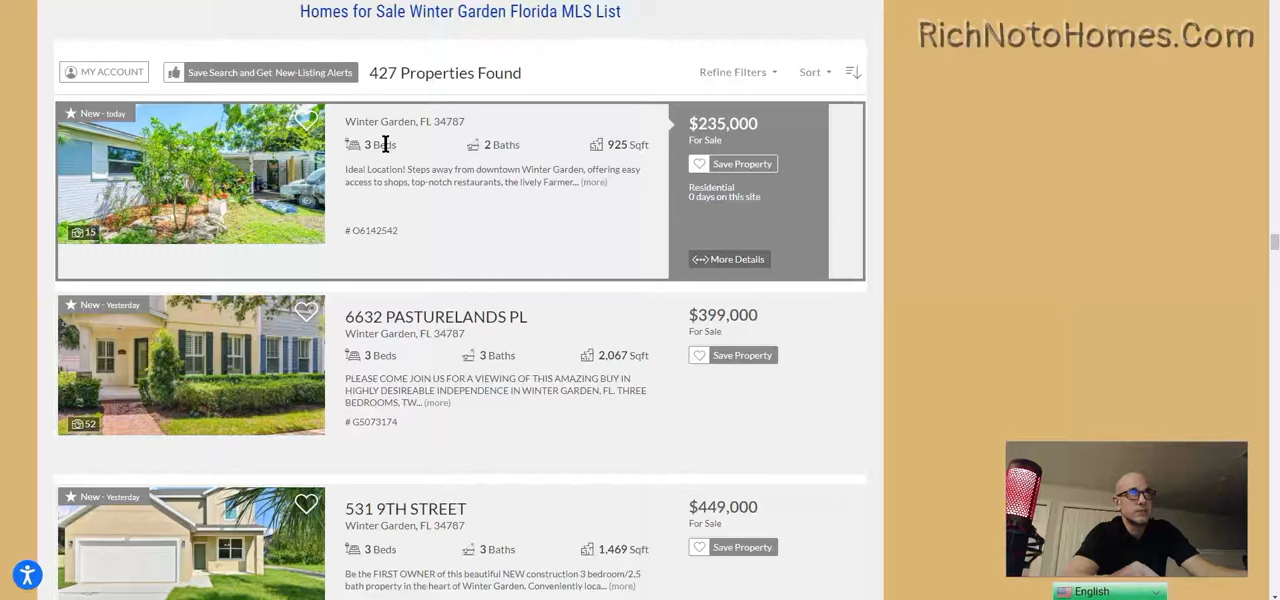 Homes for Sale Winter Garden Florida MLS List
RichNotoHomes.Com
MY ACCOUNT
Save Search and Get New-Listing Alerts
427 Properties Found
Refine Filters
Sort
New - today
15
Winter Garden, FL 34787
3 Beds
2 Baths
925 Sqft
Ideal Location! Steps away from downtown Winter Garden, offering easy
access to shops, top-notch restaurants, the lively Farmer... (more)
# O6142542
$235,000
For Sale
Save Property
Residential
0 days on this site
More Details
New - Yesterday
52
6632 PASTURELANDS PL
Winter Garden, FL 34787
3 Beds
3 Baths
2,067 Sqft
PLEASE COME JOIN US FOR A VIEWING OF THIS AMAZING BUY IN
HIGHLY DESIREABLE INDEPENDENCE IN WINTER GARDEN, FL. THREE
BEDROOMS, TW... (more)
# G5073174
$399,000
For Sale
Save Property
New - Yesterday
531 9TH STREET
Winter Garden, FL 34787
3 Beds
3 Baths
1,469 Sqft
Be the FIRST OWNER of this beautiful NEW construction 3 bedroom/2.5
bath property in the heart of Winter Garden. Conveniently loca... (more)
$449,000
For Sale
Save Property
English